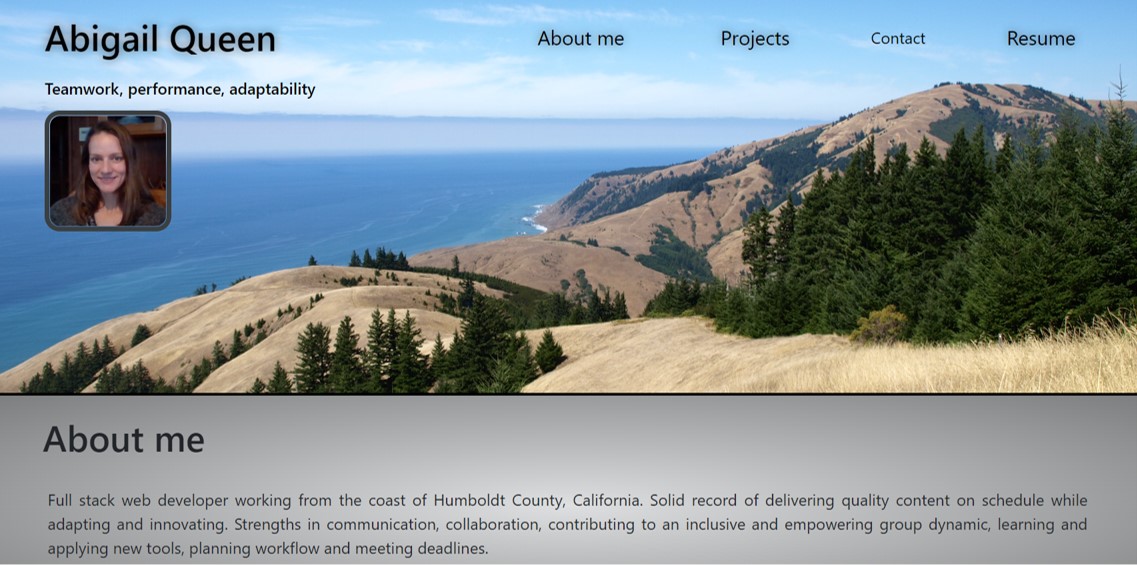 Abigail Queen
About me
Projects
Contact
Resume
Teamwork, performance, adaptability
About me
Full stack web developer working from the coast of Humboldt County, California. Solid record of delivering quality content on schedule while
adapting and innovating. Strengths in communication, collaboration, contributing to an inclusive and empowering group dynamic, learning and
applying new tools, planning workflow and meeting deadlines.